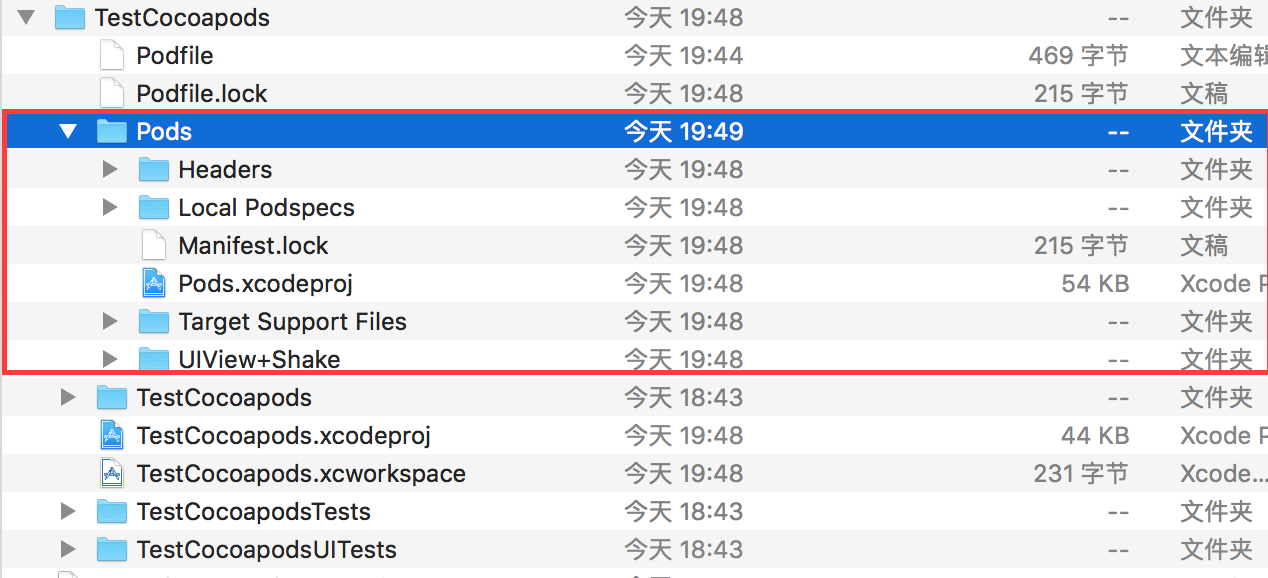 TestCocoapods 今天 19:48 -- 文件夹
Podfile 今天 19:44 469 字节 文本编辑
Podfile.lock 今天 19:48 215 字节 文稿
Pods 今天 19:49 -- 文件夹
Headers 今天 19:48 -- 文件夹
Local Podspecs 今天 19:48 -- 文件夹
Manifest.lock 今天 19:48 215 字节 文稿
Pods.xcodeproj 今天 19:48 54 KB Xcode P
Target Support Files 今天 19:48 -- 文件夹
UIView+Shake 今天 19:48 -- 文件夹
TestCocoapods 今天 18:43 -- 文件夹
TestCocoapods.xcodeproj 今天 19:48 44 KB Xcode P
TestCocoapods.xcworkspace 今天 19:48 231 字节 Xcode...
TestCocoapodsTests 今天 18:43 -- 文件夹
TestCocoapodsUITests 今天 18:43 -- 文件夹